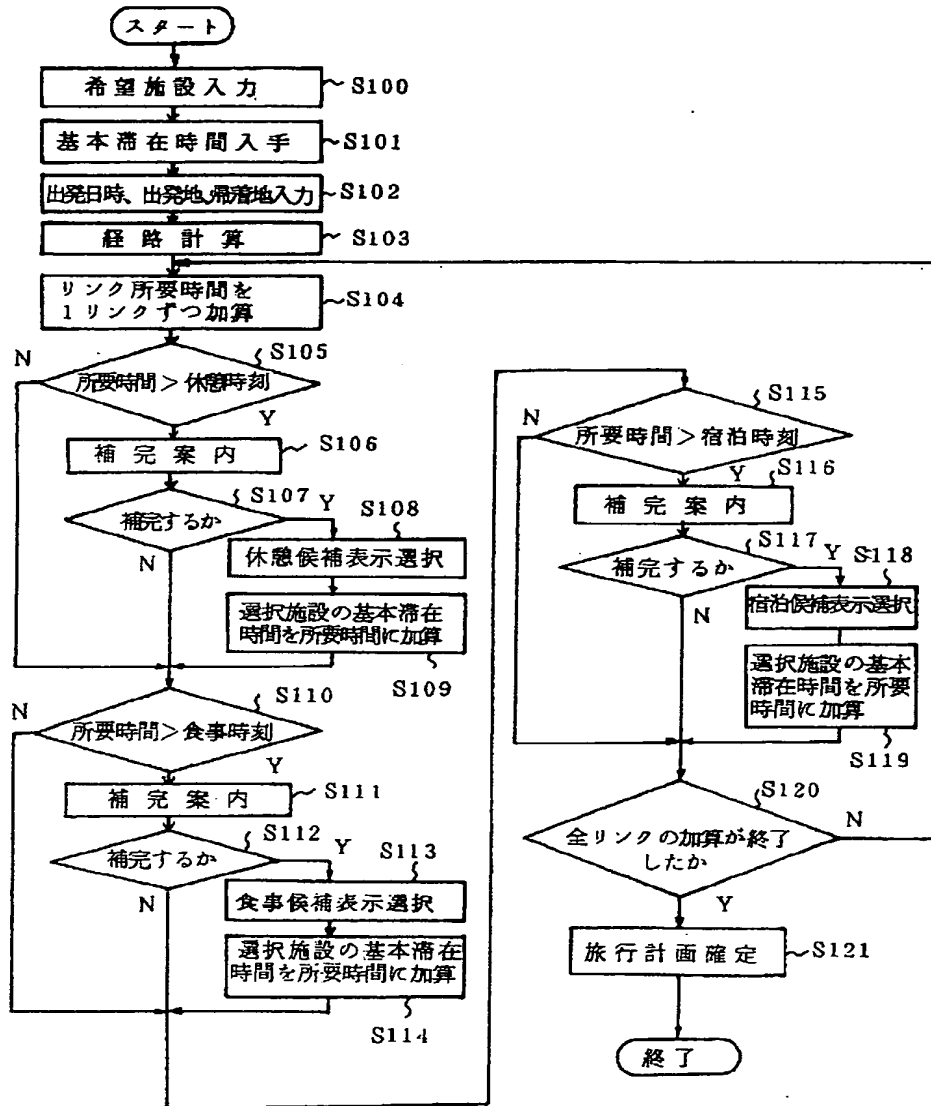 スタート
希望施設入力
S100
基本滞在時間入手
S101
出発日時、出発地、帰着地入力
S102
経路計算
S103
リンク所要時間を
1リンクずつ加算
S104
S105
N
所要時間>休憩時刻
Y
補完案内
S106
S107
補完するか
Y
N
S108
休憩候補表示選択
選択施設の基本滞在
時間を所要時間に加算
S109
S110
N
所要時間>食事時刻
Y
補完案内
S111
S112
補完するか
Y
N
S113
食事候補表示選択
選択施設の基本滞在
時間を所要時間に加算
S114
S115
N
所要時間>宿泊時刻
Y
S116
補完案内
S117
補完するか
Y
N
S118
宿泊候補表示選択
選択施設の基本
滞在時間を所要
時間に加算
S119
S120
全リンクの加算が終了
したか
N
Y
旅行計画確定
S121
終了